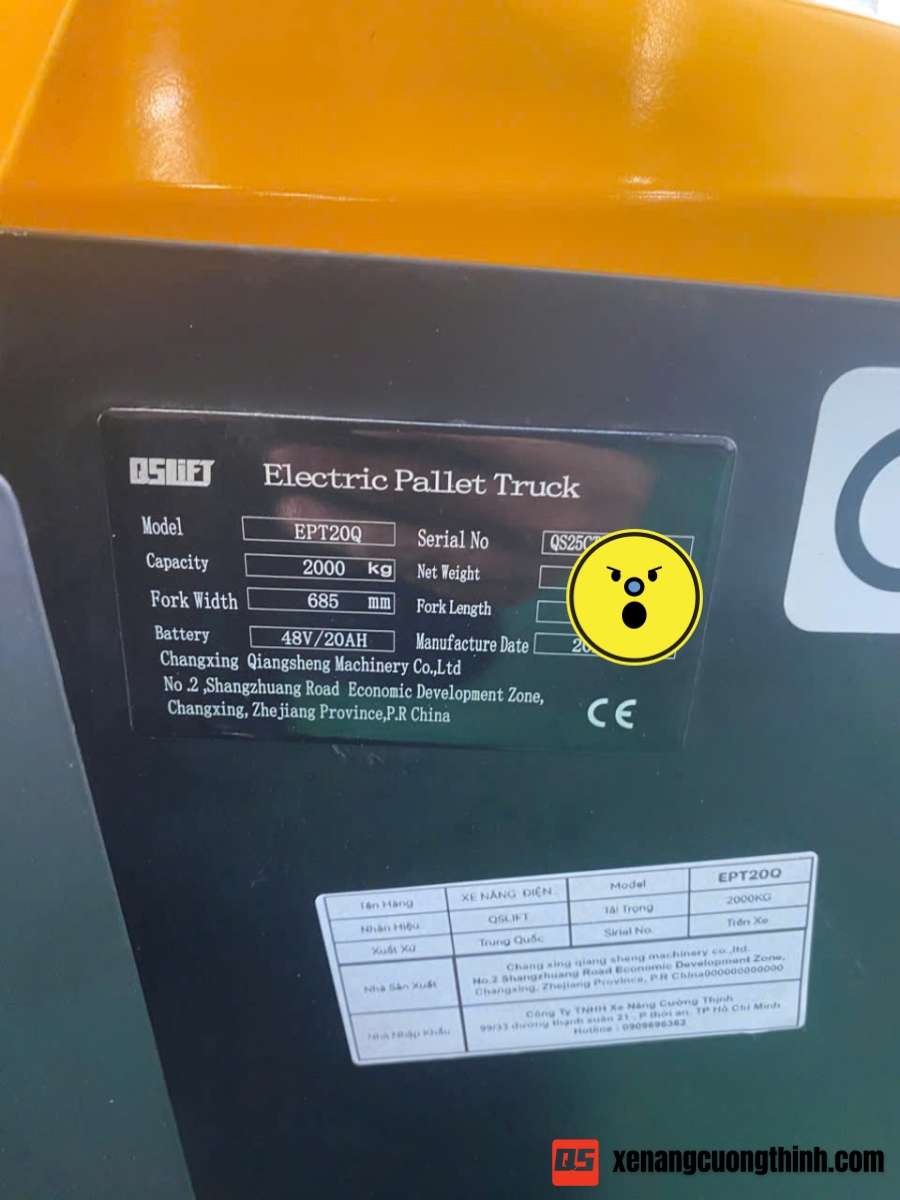 QSLIFT Electric Pallet Truck
Model EPT20Q Serial No QS25C
Capacity 2000 kg Net Weight
Fork Width 685 mm Fork Length
Battery 48V/20AH Manufacture Date 20
Changxing Qiangsheng Machinery Co.,Ltd
No.2,Shangzhuang Road Economic Development Zone,
Changxing, Zhejiang Province,P.R China
CE
Tên Hàng XE NÂNG ĐIỆN Model EPT20Q
Nhãn Hiệu QSLIFT Tải Trọng 2000KG
Xuất Xứ Trung Quốc Sirial No. Trên Xe
Nhà Sản Xuất
Chang xing qiang sheng machinery co.,ltd.
No.2 Shangzhuang Road Economic Development Zone,
Changxing, Zhejiang Province, P.R China000000000000
Nhà Nhập Khẩu
Công Ty TNHH Xe Nâng Cường Thịnh
99/33 đường thạnh xuân 21, P thới an, TP Hồ Chí Minh
Hotline : 0909696362
QS xenangcuongthinh.com